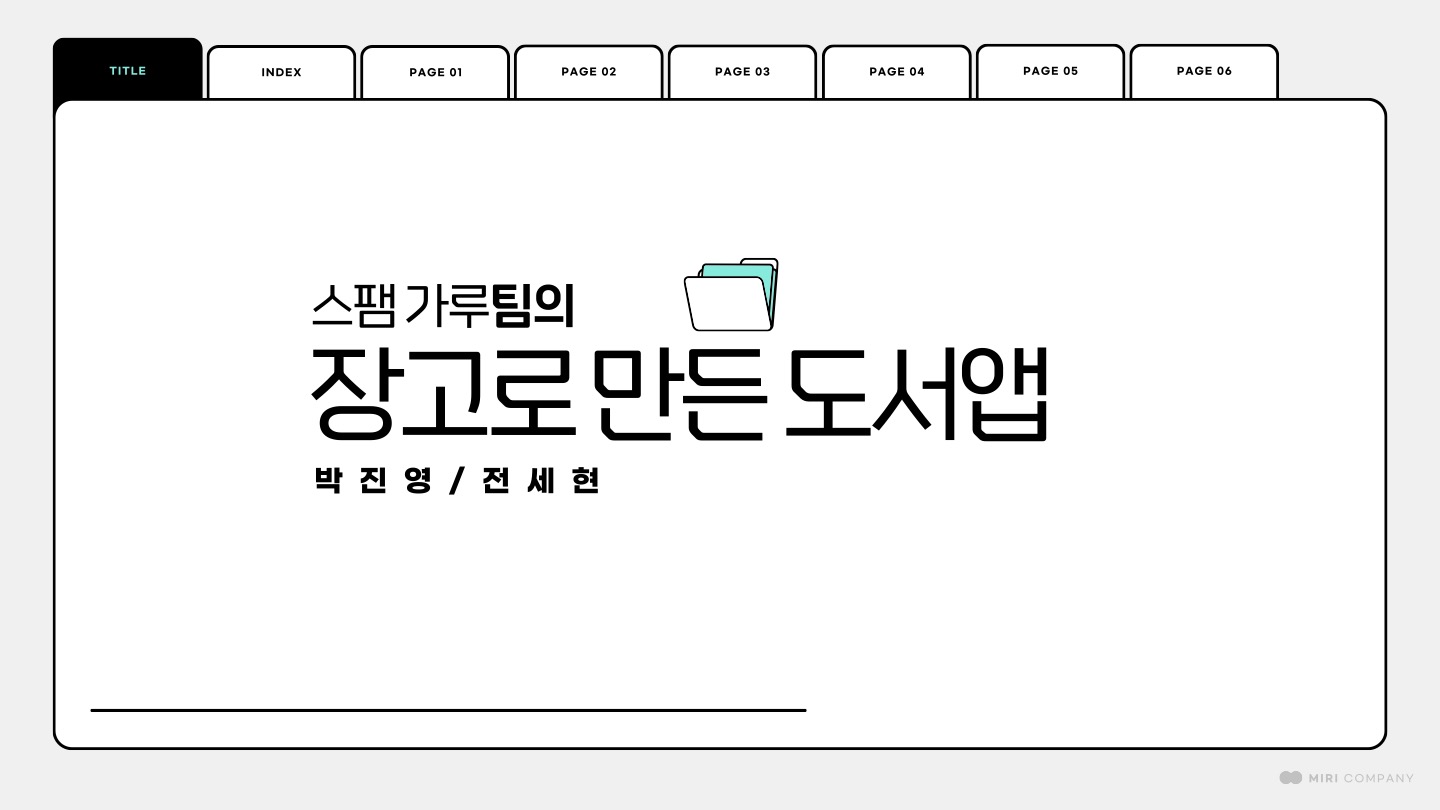 TITLE
INDEX
PAGE 01
PAGE 02
PAGE 03
PAGE 04
PAGE 05
PAGE 06
스팸 가루팀의
장고로 만든 도서앱
박진영/전세현
MIRI COMPANY